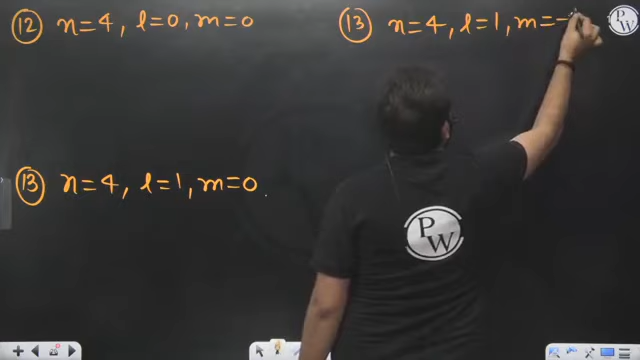 ⑫ n=4, l=0, m=0
⑬ n=4, l=1, m=-
⑬ n=4, l=1, m=0.
PW
PW